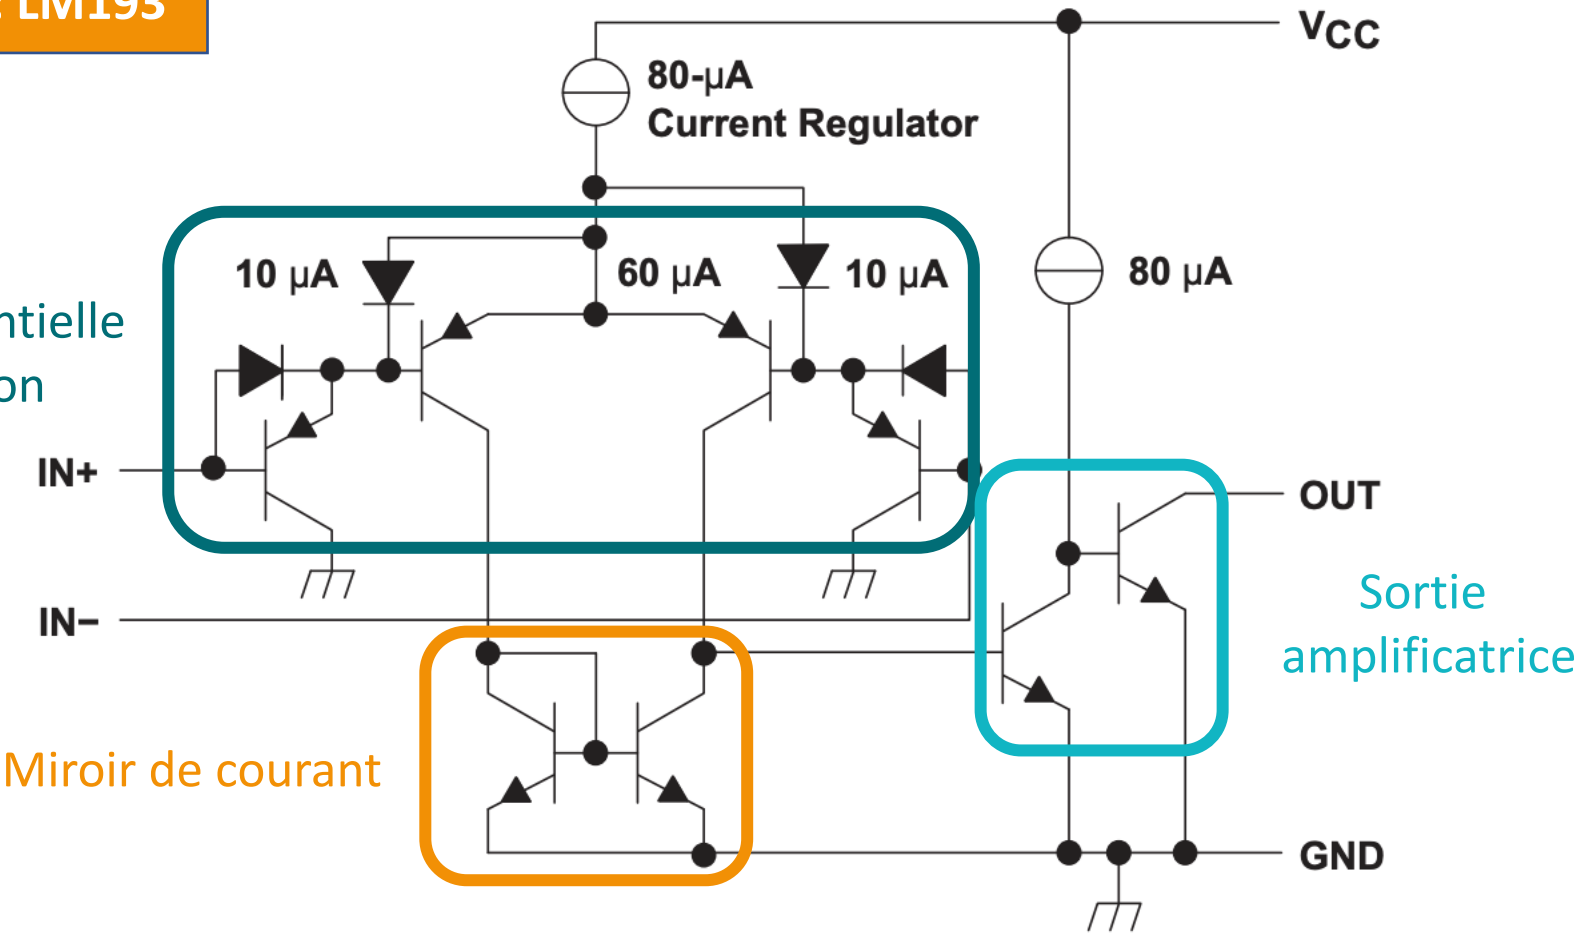 : LM193
VCC
80-µA
Current Regulator
10 µA
60 µA
10 µA
80 µA
ntielle
on
IN+
OUT
IN–
Sortie
amplificatrice
Miroir de courant
GND